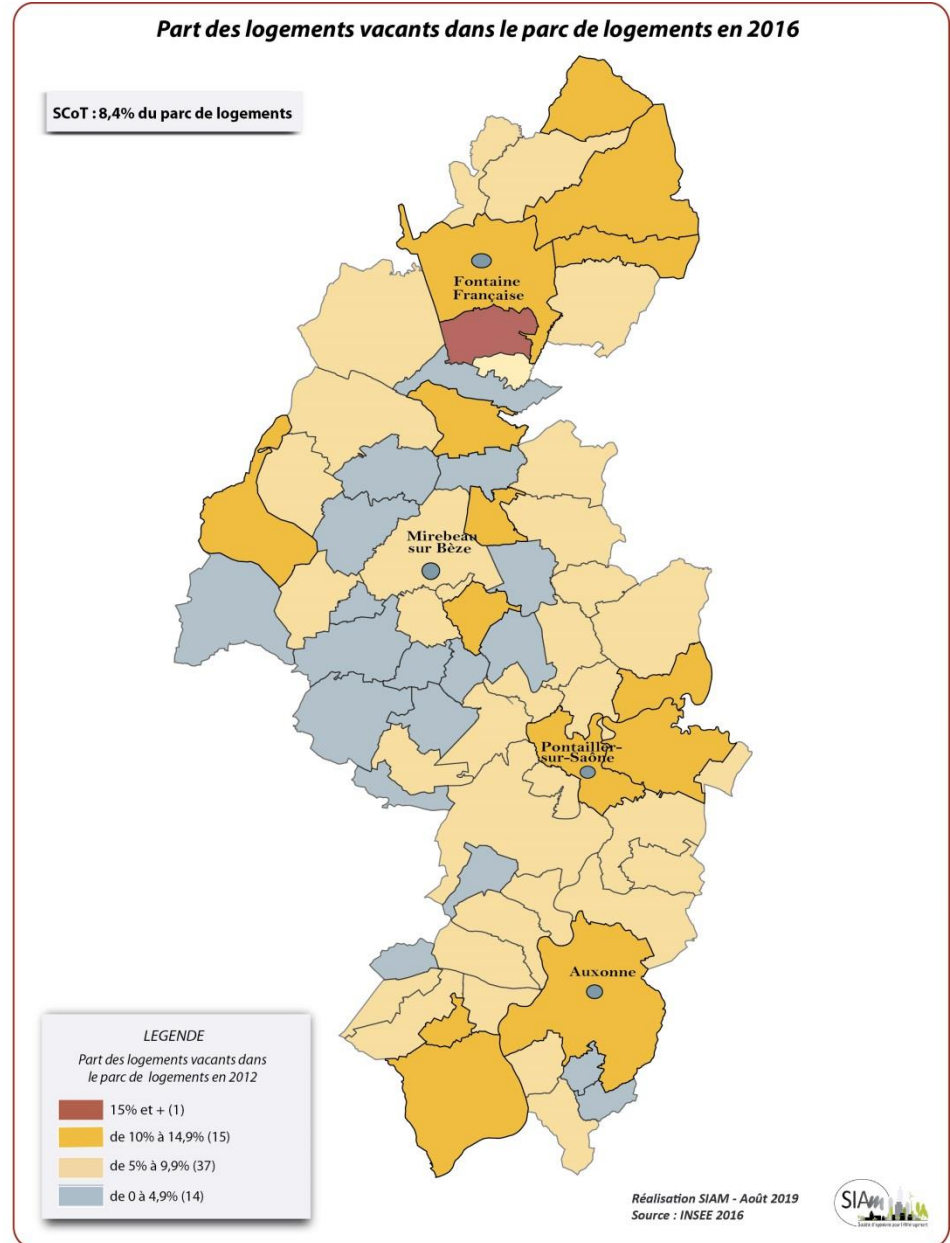 Part des logements vacants dans le parc de logements en 2016
SCoT : 8,4% du parc de logements
Fontaine
Française
Mirebeau
sur Bèze
Pontailler-
sur-Saône
Auxonne
LEGENDE
Part des logements vacants dans
le parc de logements en 2012
15% et + (1)
de 10% à 14,9% (15)
de 5% à 9,9% (37)
de 0 à 4,9% (14)
Réalisation SIAM - Août 2019
Source : INSEE 2016
SIAm